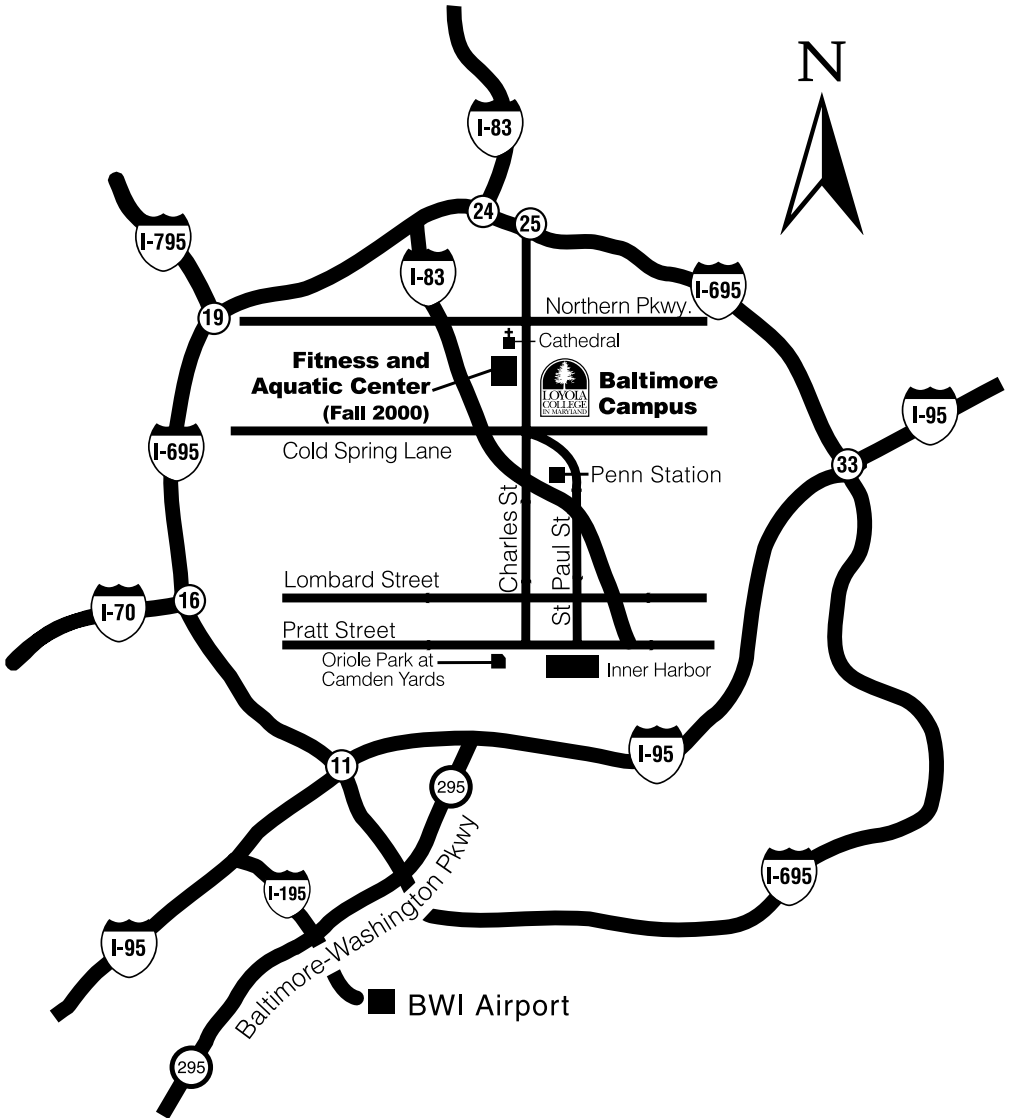 N
I-83
24
25
I-795
I-83
I-695
19
Northern Pkwy.
Cathedral
Fitness and
Aquatic Center
(Fall 2000)
LOYOLA
COLLEGE
IN MARYLAND
Baltimore
Campus
I-95
I-695
Cold Spring Lane
33
Penn Station
Charles St
St Paul St
Lombard Street
I-70
16
Pratt Street
Oriole Park at
Camden Yards
Inner Harbor
I-95
11
295
Baltimore-Washington Pkwy
I-195
I-695
I-95
BWI Airport
295